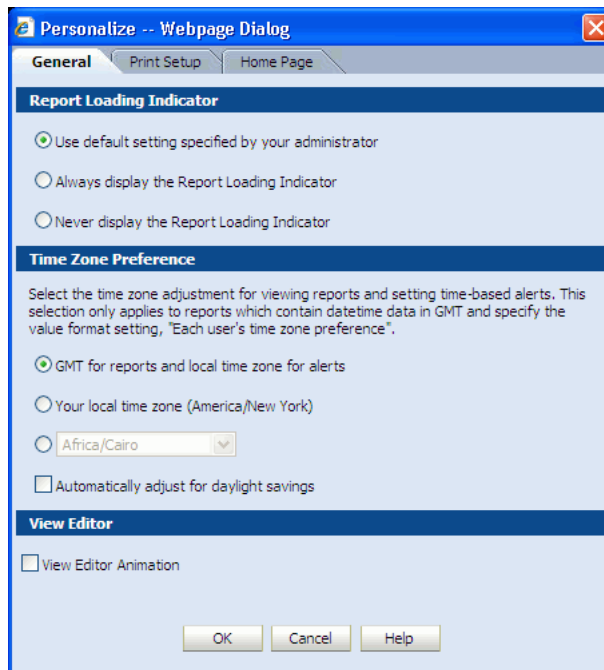 Personalize -- Webpage Dialog
General
Print Setup
Home Page
Report Loading Indicator
Use default setting specified by your administrator
Always display the Report Loading Indicator
Never display the Report Loading Indicator
Time Zone Preference
Select the time zone adjustment for viewing reports and setting time-based alerts. This
selection only applies to reports which contain datetime data in GMT and specify the
value format setting, "Each user's time zone preference".
GMT for reports and local time zone for alerts
Your local time zone (America/New York)
Africa/Cairo
Automatically adjust for daylight savings
View Editor
View Editor Animation
OK
Cancel
Help